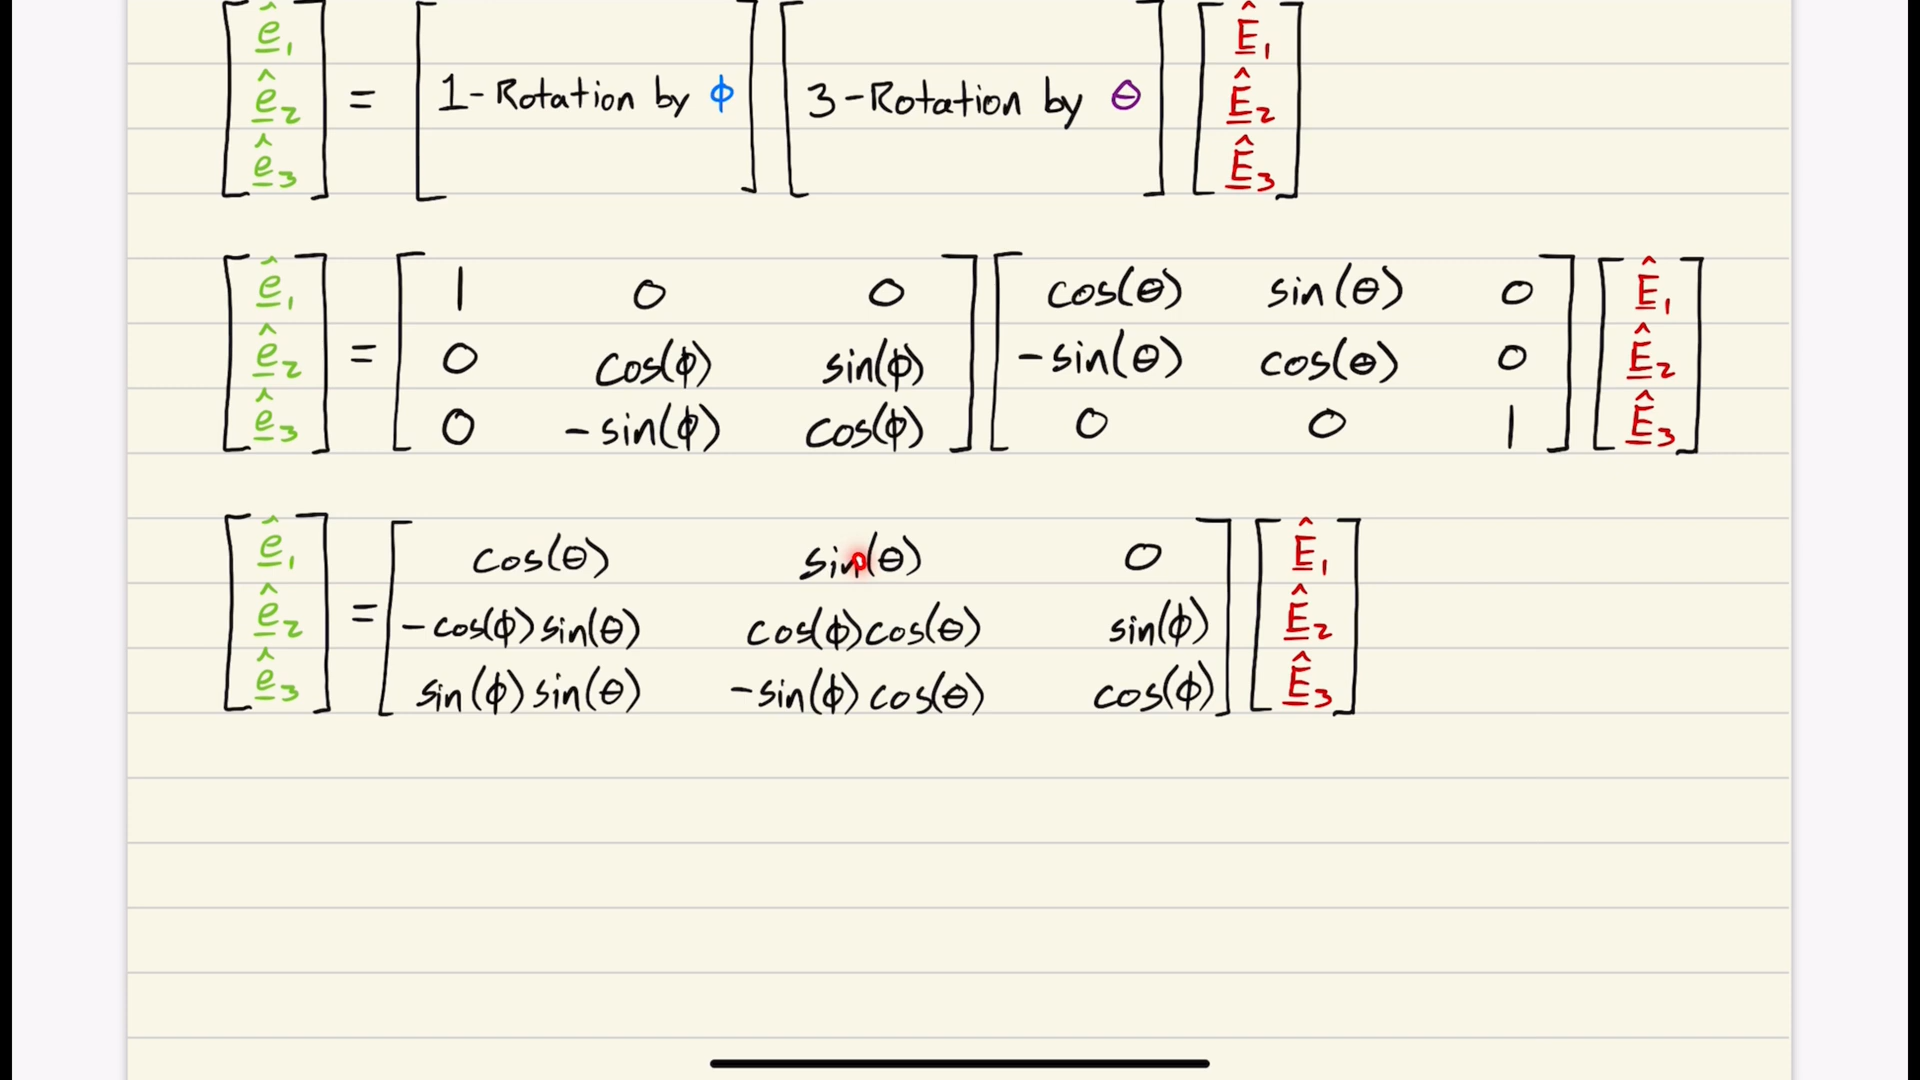 [ ê₁ ] = [ 1-Rotation by ϕ ] [ 3-Rotation by θ ] [ Ê₁ ]
[ ê₂ ] [ Ê₂ ]
[ ê₃ ] [ Ê₃ ]
[ ê₁ ] = [ 1 0 0 ] [ cos(θ) sin(θ) 0 ] [ Ê₁ ]
[ ê₂ ] [ 0 cos(ϕ) sin(ϕ) ] [ -sin(θ) cos(θ) 0 ] [ Ê₂ ]
[ ê₃ ] [ 0 -sin(ϕ) cos(ϕ) ] [ 0 0 1 ] [ Ê₃ ]
[ ê₁ ] = [ cos(θ) sin(θ) 0 ] [ Ê₁ ]
[ ê₂ ] [ -cos(ϕ)sin(θ) cos(ϕ)cos(θ) sin(ϕ) ] [ Ê₂ ]
[ ê₃ ] [ sin(ϕ)sin(θ) -sin(ϕ)cos(θ) cos(ϕ) ] [ Ê₃ ]